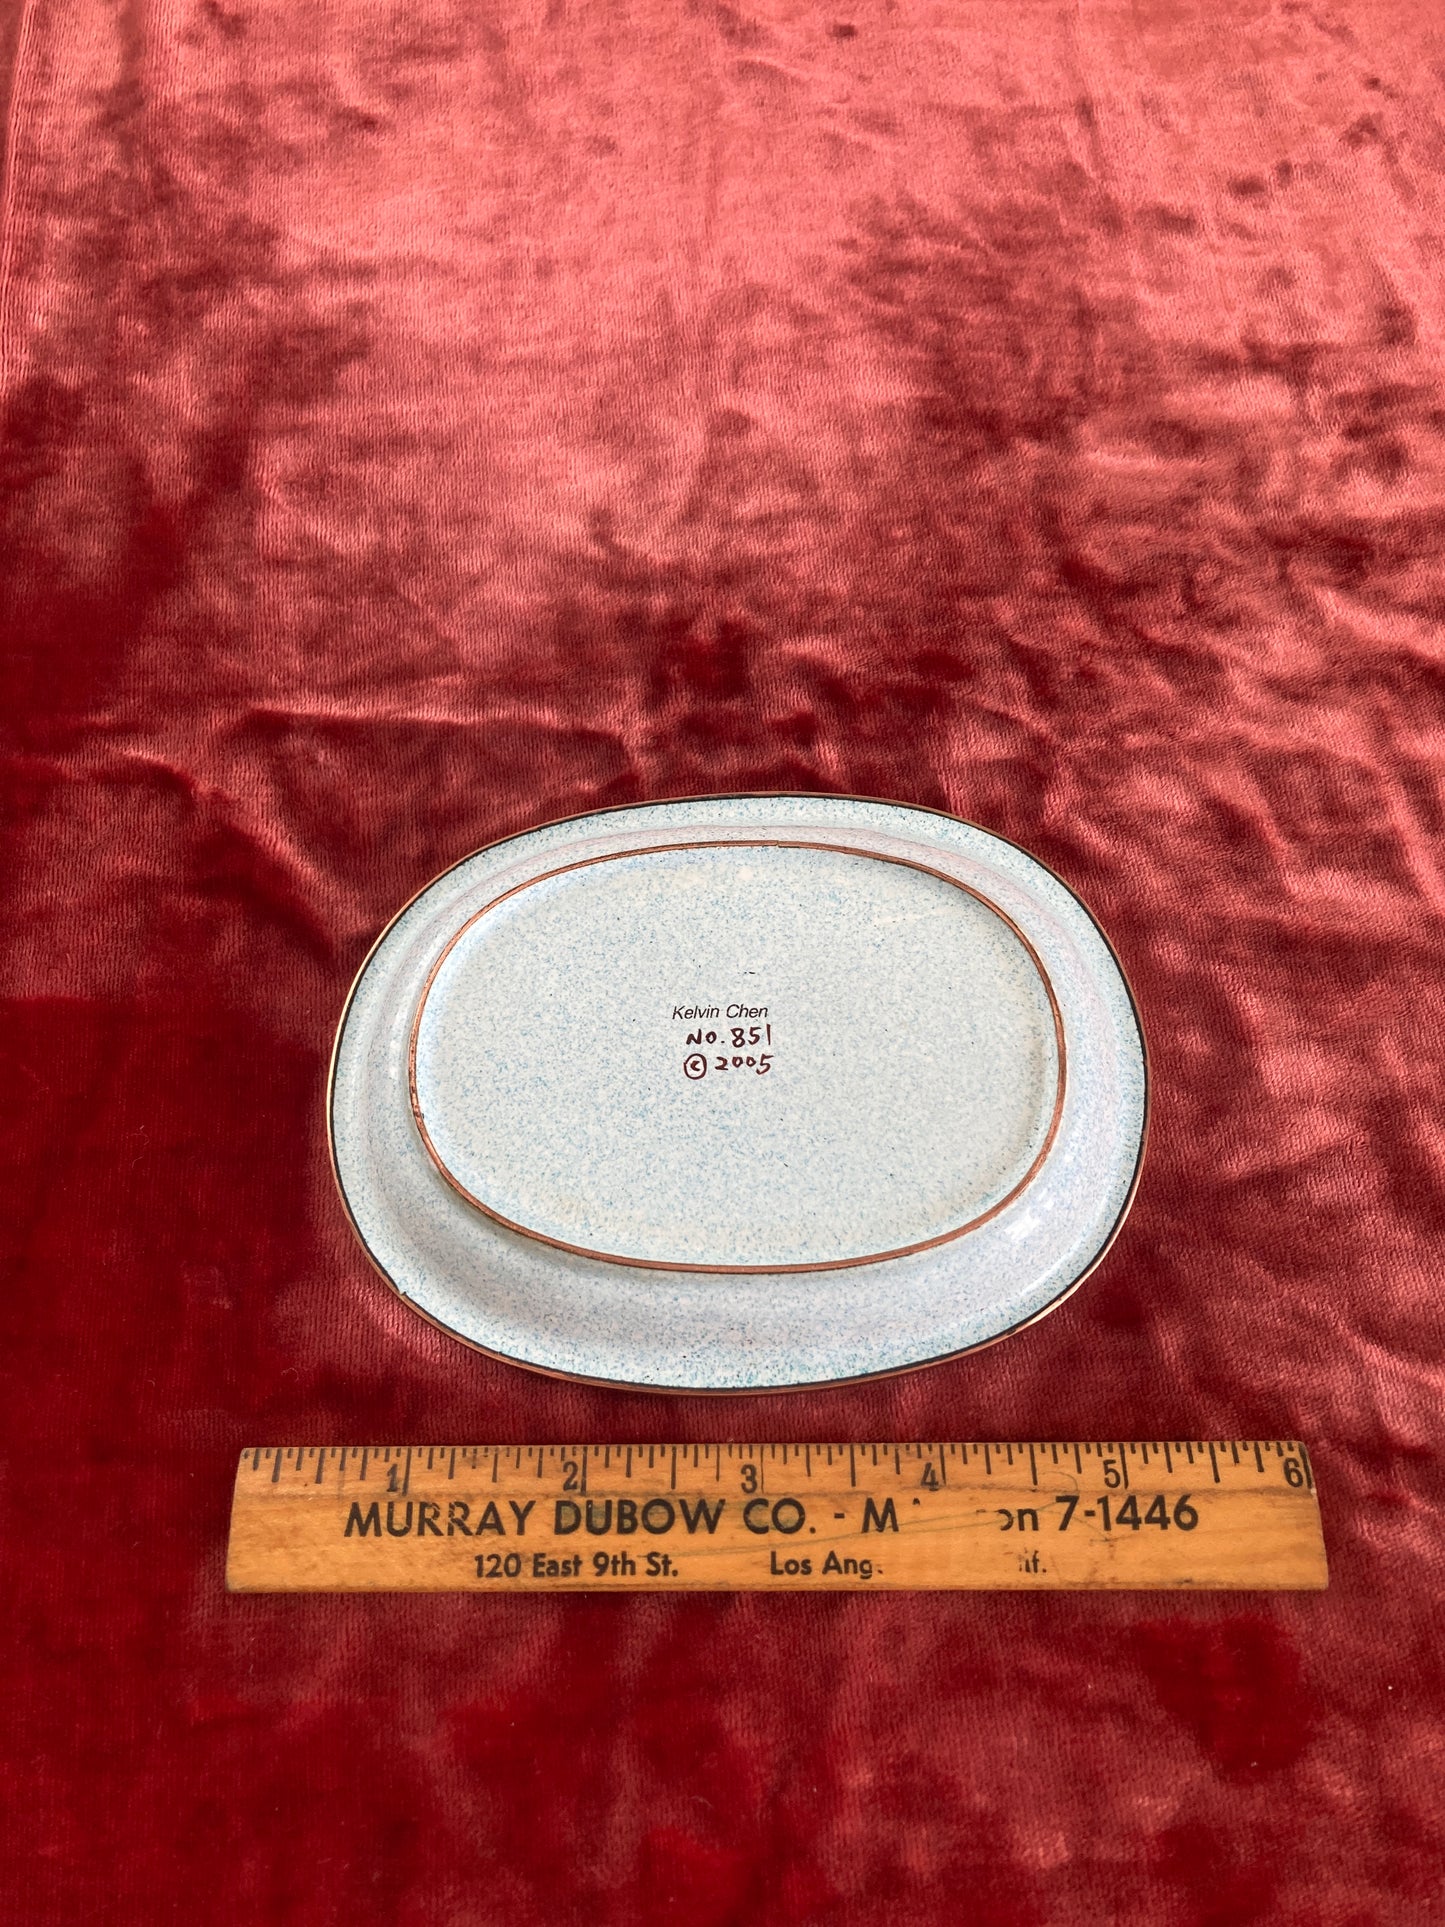 Kelvin Chen
No. 851
© 2005
1 2 3 4 5 6
MURRAY DUBOW CO. - M on 7-1446
120 East 9th St. Los Ang if.